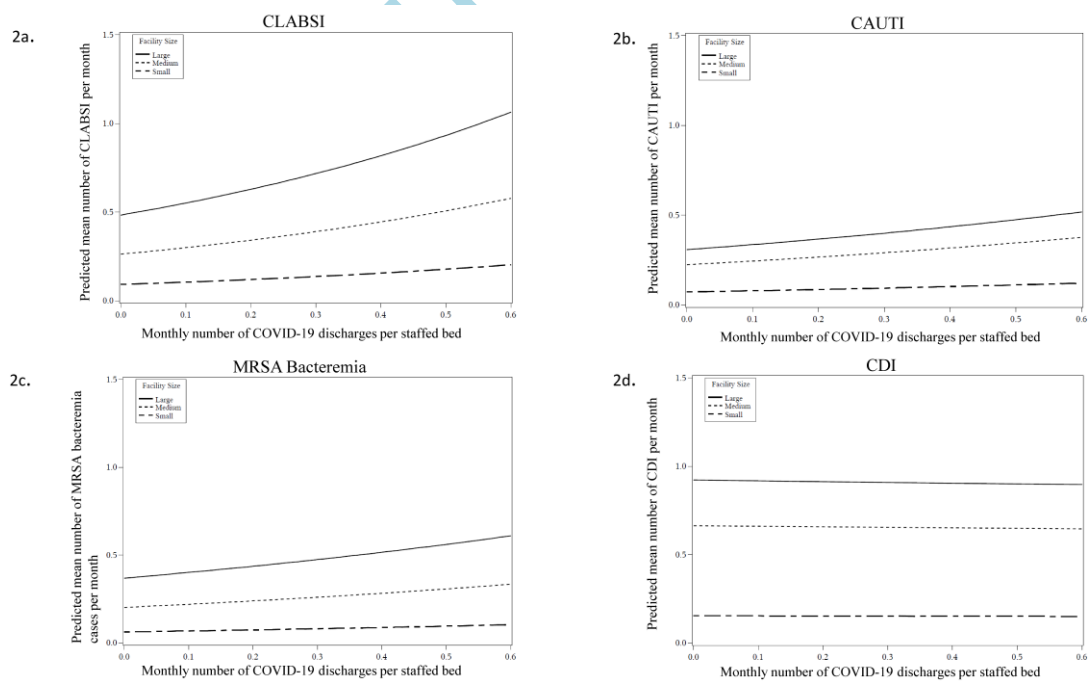 2a.
CLABSI
Predicted mean number of CLABSI per month
1.5
1.0
0.5
0.0
Facility Size
Large
Medium
Small
0.0 0.1 0.2 0.3 0.4 0.5 0.6
Monthly number of COVID-19 discharges per staffed bed
2b.
CAUTI
Predicted mean number of CAUTI per month
1.5
1.0
0.5
0.0
Facility Size
Large
Medium
Small
0.0 0.1 0.2 0.3 0.4 0.5 0.6
Monthly number of COVID-19 discharges per staffed bed
2c.
MRSA Bacteremia
Predicted mean number of MRSA bacteremia
cases per month
1.5
1.0
0.5
0.0
Facility Size
Large
Medium
Small
0.0 0.1 0.2 0.3 0.4 0.5 0.6
Monthly number of COVID-19 discharges per staffed bed
2d.
CDI
Predicted mean number of CDI per month
1.5
1.0
0.5
0.0
Facility Size
Large
Medium
Small
0.0 0.1 0.2 0.3 0.4 0.5 0.6
Monthly number of COVID-19 discharges per staffed bed